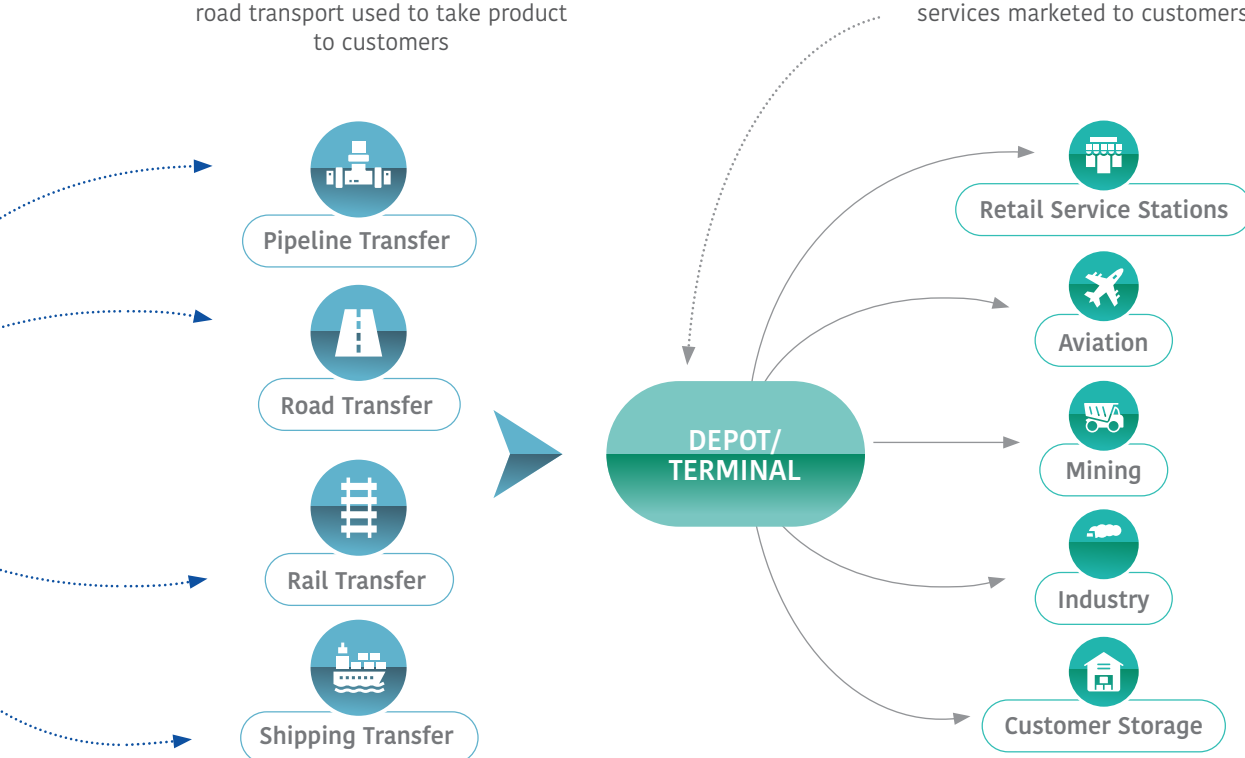 road transport used to take product
to customers
services marketed to customers
Pipeline Transfer
Road Transfer
Rail Transfer
Shipping Transfer
DEPOT/
TERMINAL
Retail Service Stations
Aviation
Mining
Industry
Customer Storage